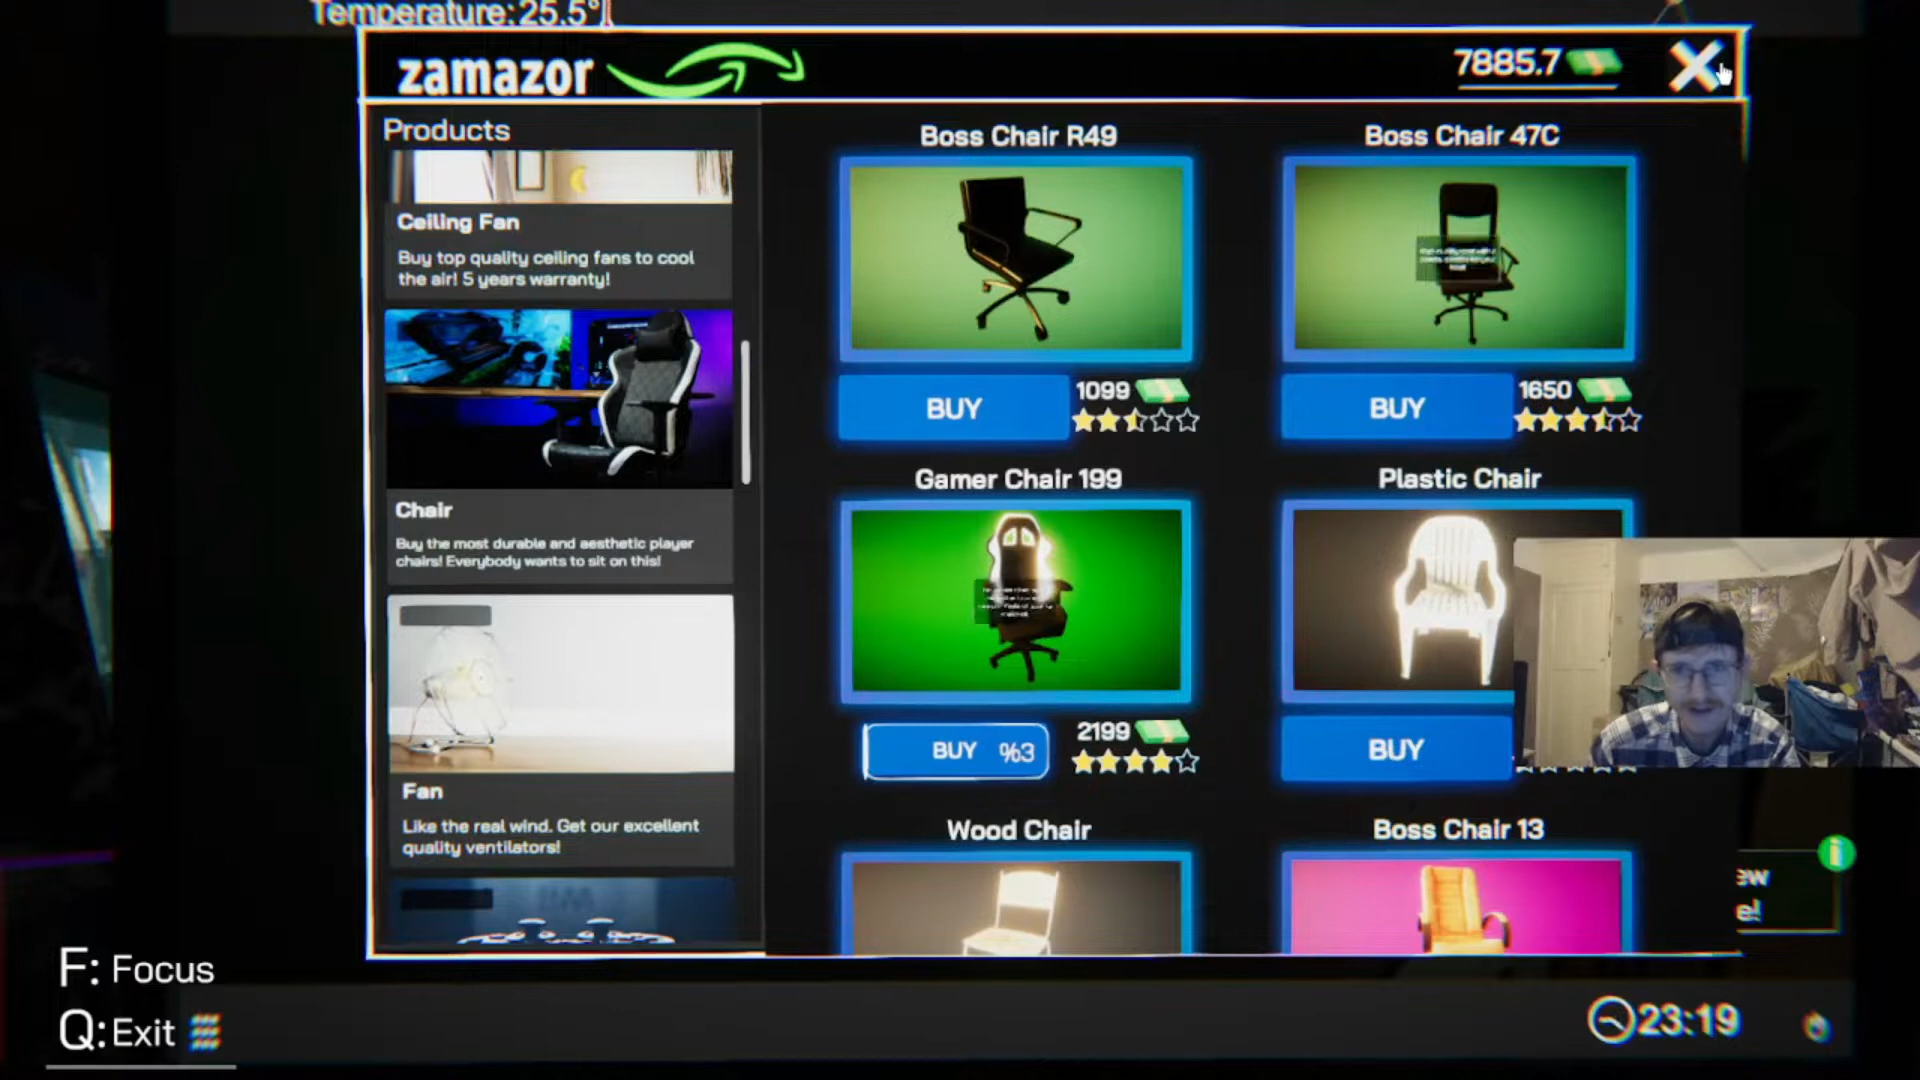 Temperature: 25.5°
zamazor
7885.7
Products
Ceiling Fan
Buy top quality ceiling fans to cool
the air! 5 years warranty!
Chair
Buy the most durable and aesthetic player
chairs! Everybody wants to sit on this!
Fan
Like the real wind. Get our excellent
quality ventilators!
Boss Chair R49
BUY
1099
Boss Chair 47C
BUY
1650
Gamer Chair 199
BUY %3
2199
Plastic Chair
BUY
Wood Chair
Boss Chair 13
ew
e!
F: Focus
Q: Exit
23:19